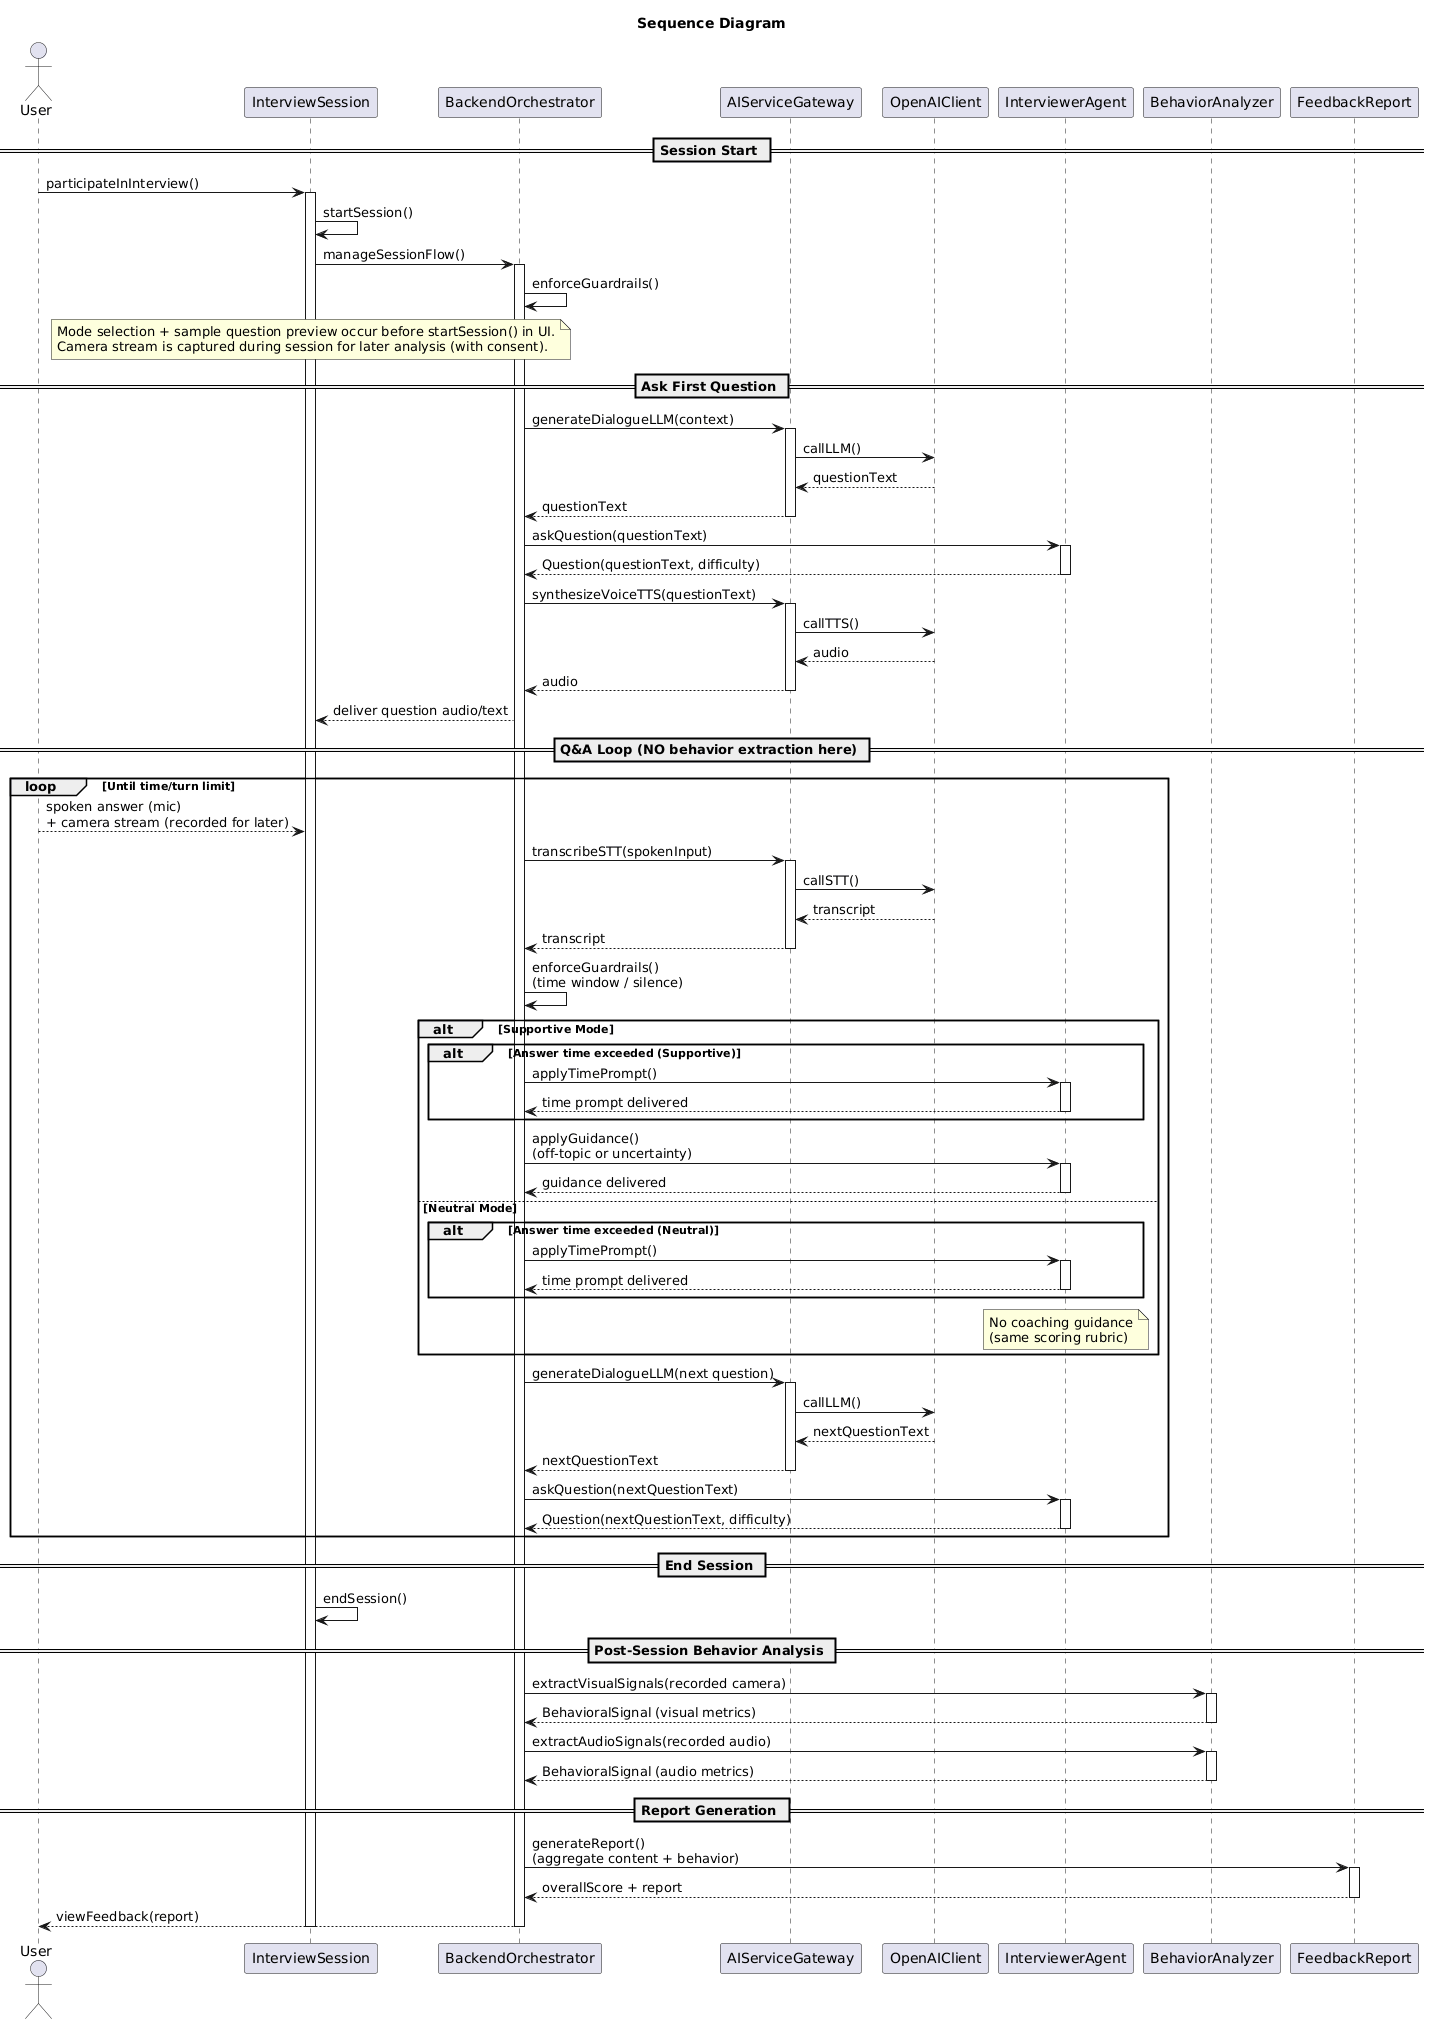 Sequence Diagram
User
InterviewSession
BackendOrchestrator
AIServiceGateway
OpenAIClient
InterviewerAgent
BehaviorAnalyzer
FeedbackReport
Session Start
participateInInterview()
startSession()
manageSessionFlow()
enforceGuardrails()
Mode selection + sample question preview occur before startSession() in UI.
Camera stream is captured during session for later analysis (with consent).
Ask First Question
generateDialogueLLM(context)
callLLM()
questionText
questionText
askQuestion(questionText)
Question(questionText, difficulty)
synthesizeVoiceTTS(questionText)
callTTS()
audio
audio
deliver question audio/text
Q&A Loop (NO behavior extraction here)
loop
[Until time/turn limit]
spoken answer (mic)
+ camera stream (recorded for later)
transcribeSTT(spokenInput)
callSTT()
transcript
transcript
enforceGuardrails()
(time window / silence)
alt
[Supportive Mode]
alt
[Answer time exceeded (Supportive)]
applyTimePrompt()
time prompt delivered
applyGuidance()
(off-topic or uncertainty)
guidance delivered
[Neutral Mode]
alt
[Answer time exceeded (Neutral)]
applyTimePrompt()
time prompt delivered
No coaching guidance
(same scoring rubric)
generateDialogueLLM(next question)
callLLM()
nextQuestionText
nextQuestionText
askQuestion(nextQuestionText)
Question(nextQuestionText, difficulty)
End Session
endSession()
Post-Session Behavior Analysis
extractVisualSignals(recorded camera)
BehavioralSignal (visual metrics)
extractAudioSignals(recorded audio)
BehavioralSignal (audio metrics)
Report Generation
generateReport()
(aggregate content + behavior)
overallScore + report
viewFeedback(report)
User
InterviewSession
BackendOrchestrator
AIServiceGateway
OpenAIClient
InterviewerAgent
BehaviorAnalyzer
FeedbackReport